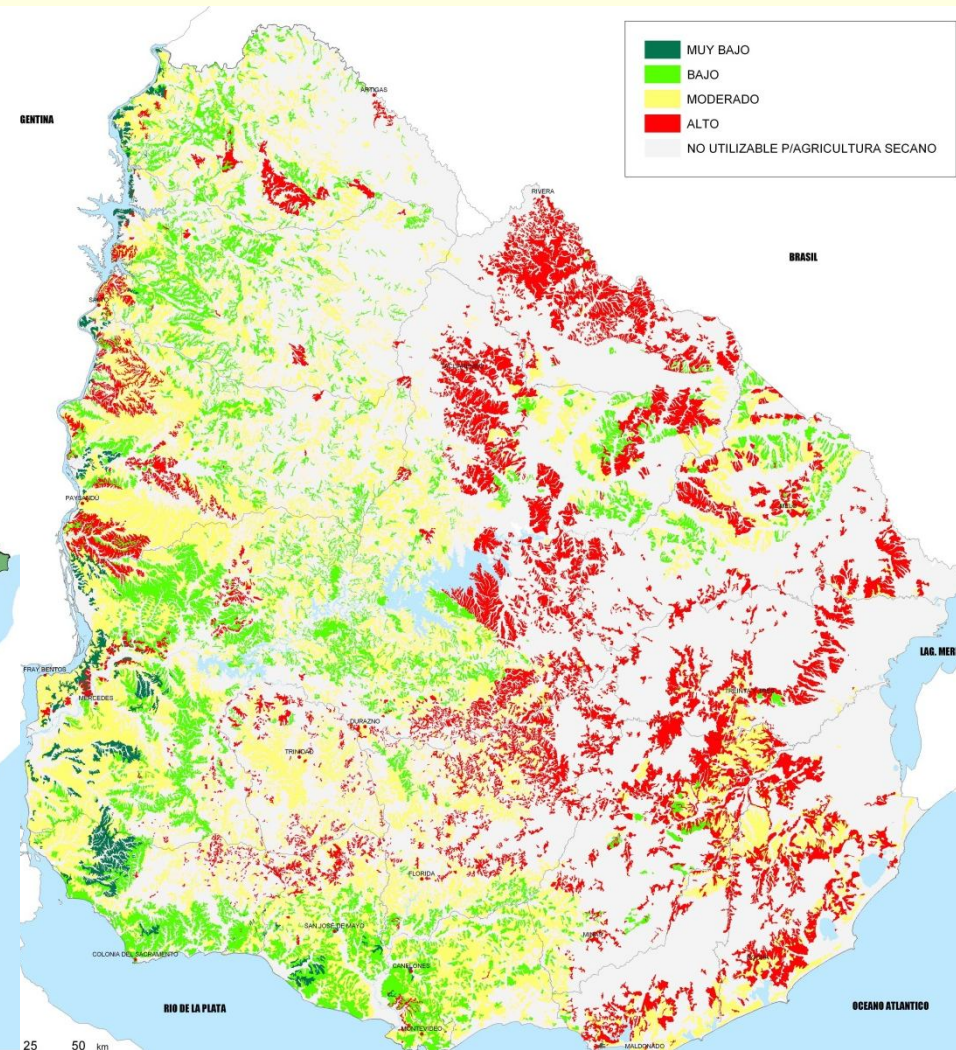 MUY BAJO
BAJO
MODERADO
ALTO
NO UTILIZABLE P/AGRICULTURA SECANO
ARTIGAS
GENTINA
RIVERA
BRASIL
PAYSANDÚ
FRAY BENTOS
LAG. MER
MERCEDES
DURAZNO
TRINIDAD
FLORIDA
SAN JOSÉ DE MAYO
MINAS
COLONIA DEL SACRAMENTO
CANELONES
RIO DE LA PLATA
OCEANO ATLANTICO
MONTEVIDEO
MALDONADO
25 50 km